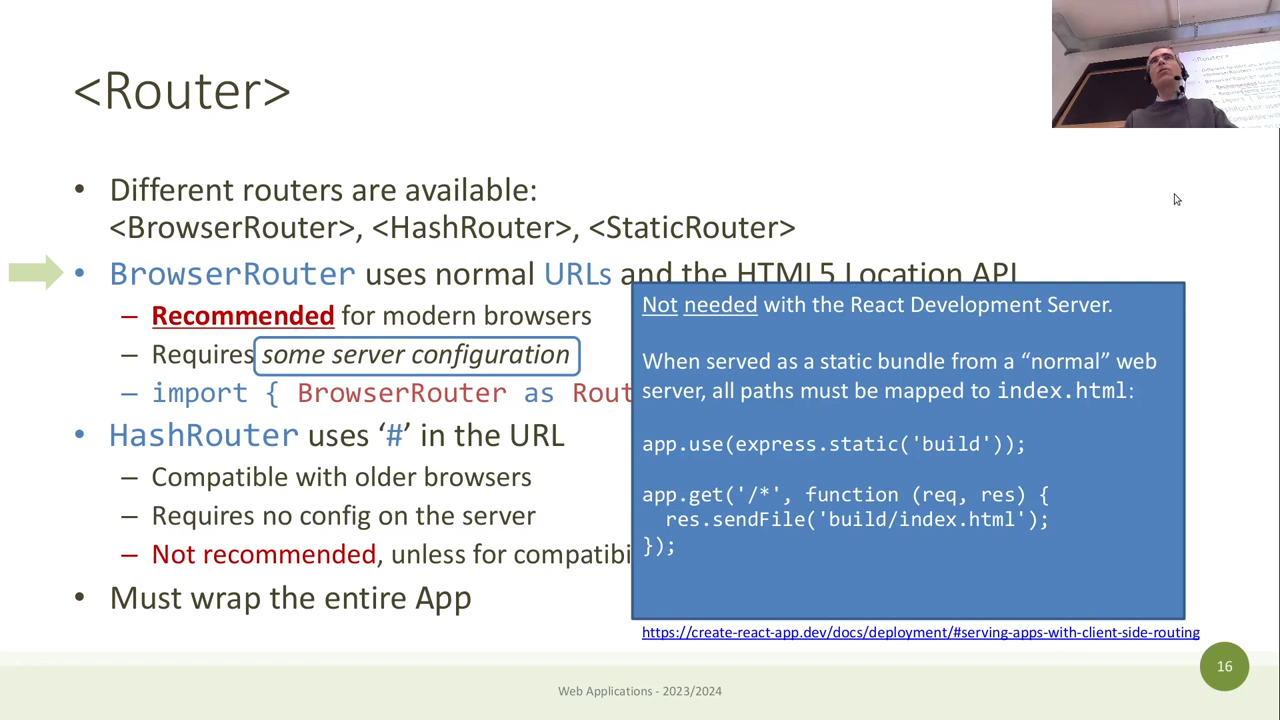 <Router>
• Different routers are available:
<BrowserRouter>, <HashRouter>, <StaticRouter>
• BrowserRouter uses normal URLs and the HTML5 Location API
– Recommended for modern browsers
– Requires some server configuration
– import { BrowserRouter as Rout
• HashRouter uses ‘#’ in the URL
– Compatible with older browsers
– Requires no config on the server
– Not recommended, unless for compatibi
• Must wrap the entire App
Not needed with the React Development Server.
When served as a static bundle from a “normal” web
server, all paths must be mapped to index.html:
app.use(express.static('build'));
app.get('/*', function (req, res) {
res.sendFile('build/index.html');
});
https://create-react-app.dev/docs/deployment/#serving-apps-with-client-side-routing
Web Applications - 2023/2024
16